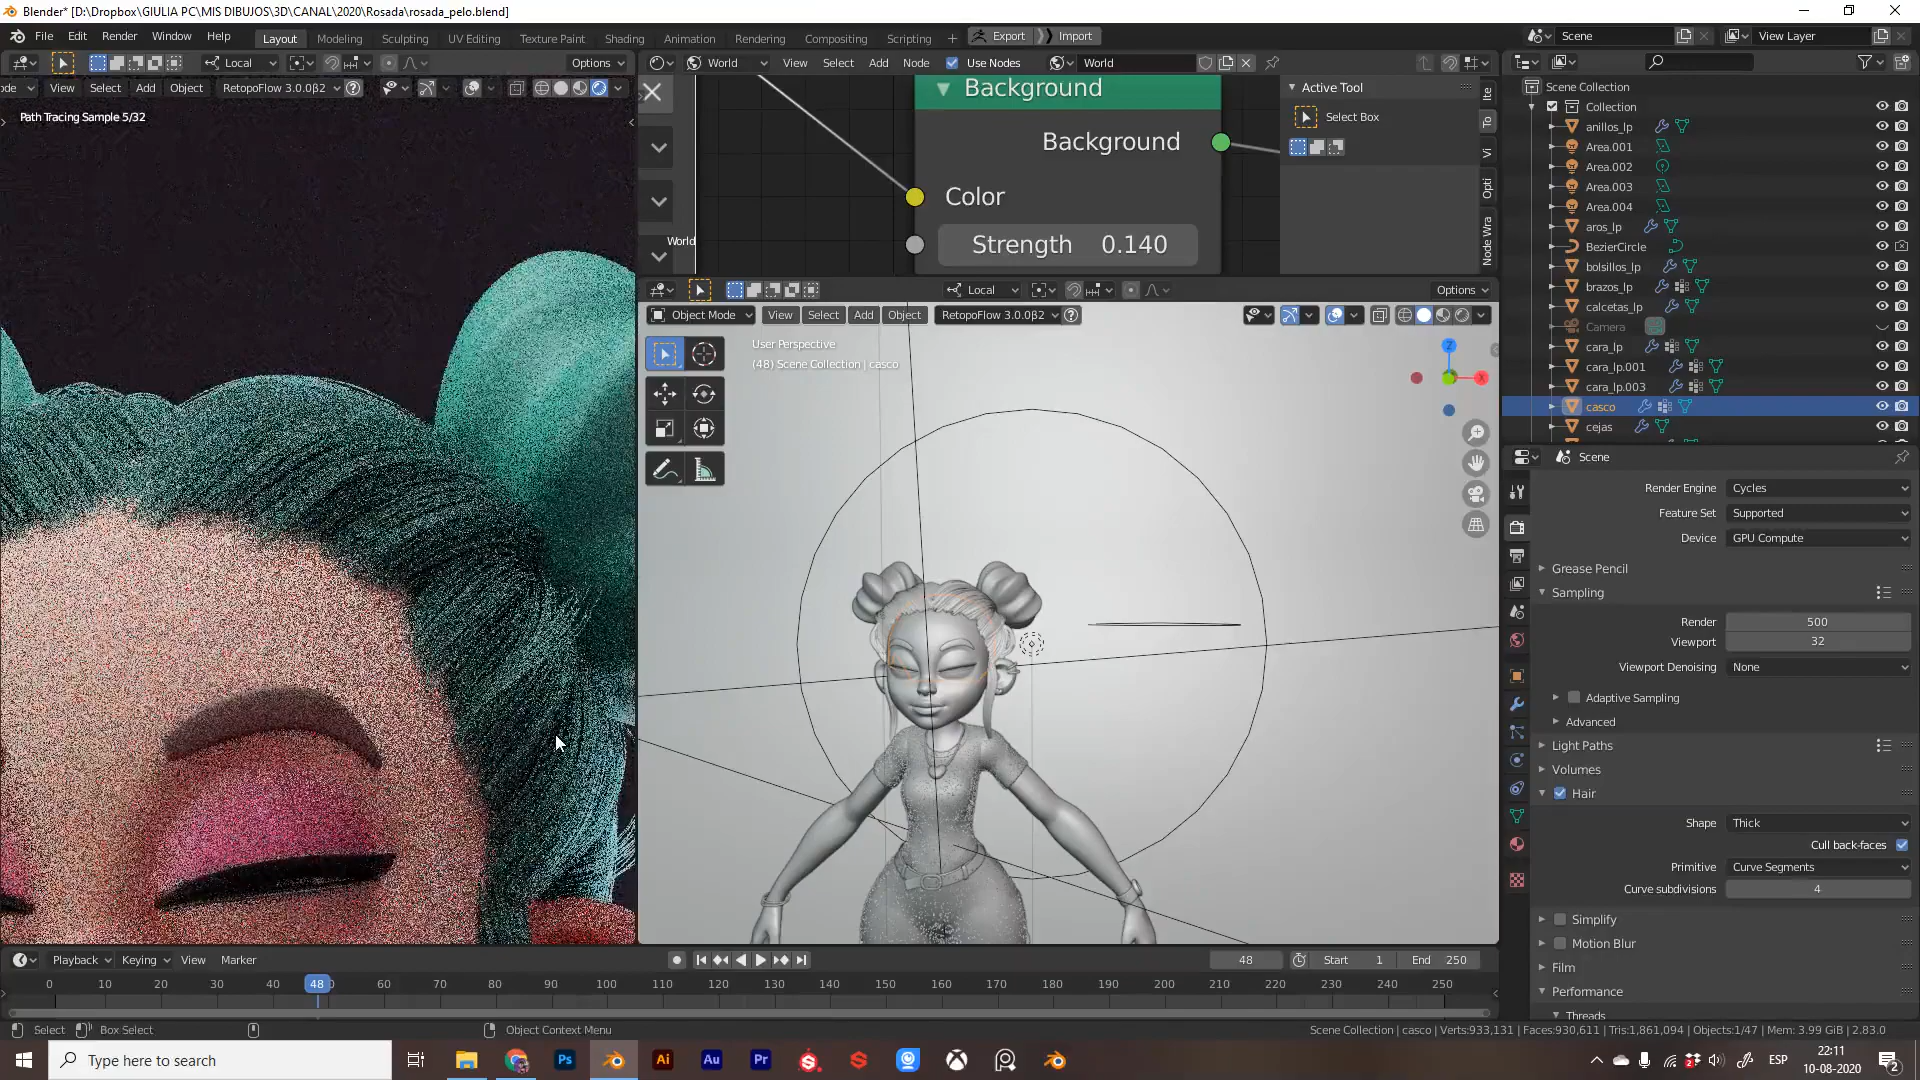 Blender* [D:\Dropbox\GIULIA PC\MIS DIBUJOS\3D\CANAL\2020\Rosada\rosada_pelo.blend]
File Edit Render Window Help
Layout Modeling Sculpting UV Editing Texture Paint Shading Animation Rendering Compositing Scripting + Export Import
Scene View Layer
Local Options
View Select Add Object RetopoFlow 3.0.0β2
Path Tracing Sample 5/32
World View Select Add Node Use Nodes World
Background
Background
Color
Strength 0.140
World
Active Tool
Select Box
Ite
To
Vi
Opti
Node Wra
Local Options
Object Mode View Select Add Object RetopoFlow 3.0.0β2
User Perspective
(48) Scene Collection | casco
Z
X
Scene Collection
Collection
anillos_lp
Area.001
Area.002
Area.003
Area.004
aros_lp
BezierCircle
bolsillos_lp
brazos_lp
calcetas_lp
Camera
cara_lp
cara_lp.001
cara_lp.003
casco
cejas
Scene
Render Engine Cycles
Feature Set Supported
Device GPU Compute
Grease Pencil
Sampling
Render 500
Viewport 32
Viewport Denoising None
Adaptive Sampling
Advanced
Light Paths
Volumes
Hair
Shape Thick
Cull back-faces
Primitive Curve Segments
Curve subdivisions 4
Simplify
Motion Blur
Film
Performance
Threads
Playback Keying View Marker
48 Start 1 End 250
0 10 20 30 40 48 60 70 80 90 100 110 120 130 140 150 160 170 180 190 200 210 220 230 240 250
Select Box Select Object Context Menu
Scene Collection | casco | Verts:933,131 | Faces:930,611 | Tris:1,861,094 | Objects:1/47 | Mem: 3.99 GiB | 2.83.0
Type here to search
Ps
Ai
Au
Pr
ESP
22:11
10-08-2020
2